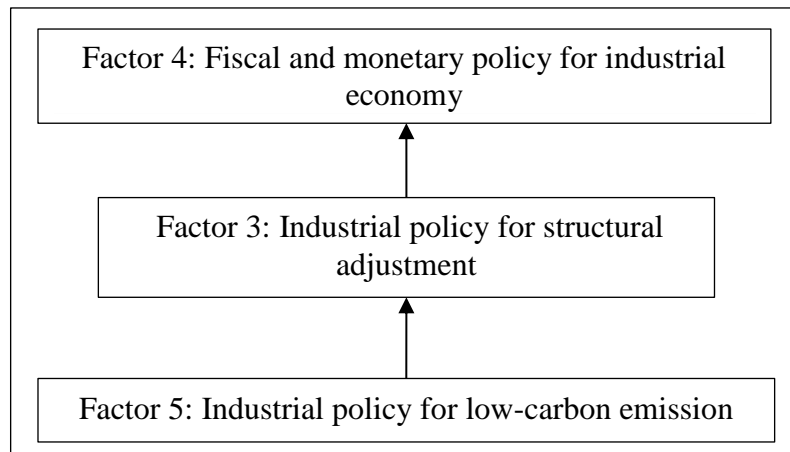 Factor 4: Fiscal and monetary policy for industrial
economy
Factor 3: Industrial policy for structural
adjustment
Factor 5: Industrial policy for low-carbon emission